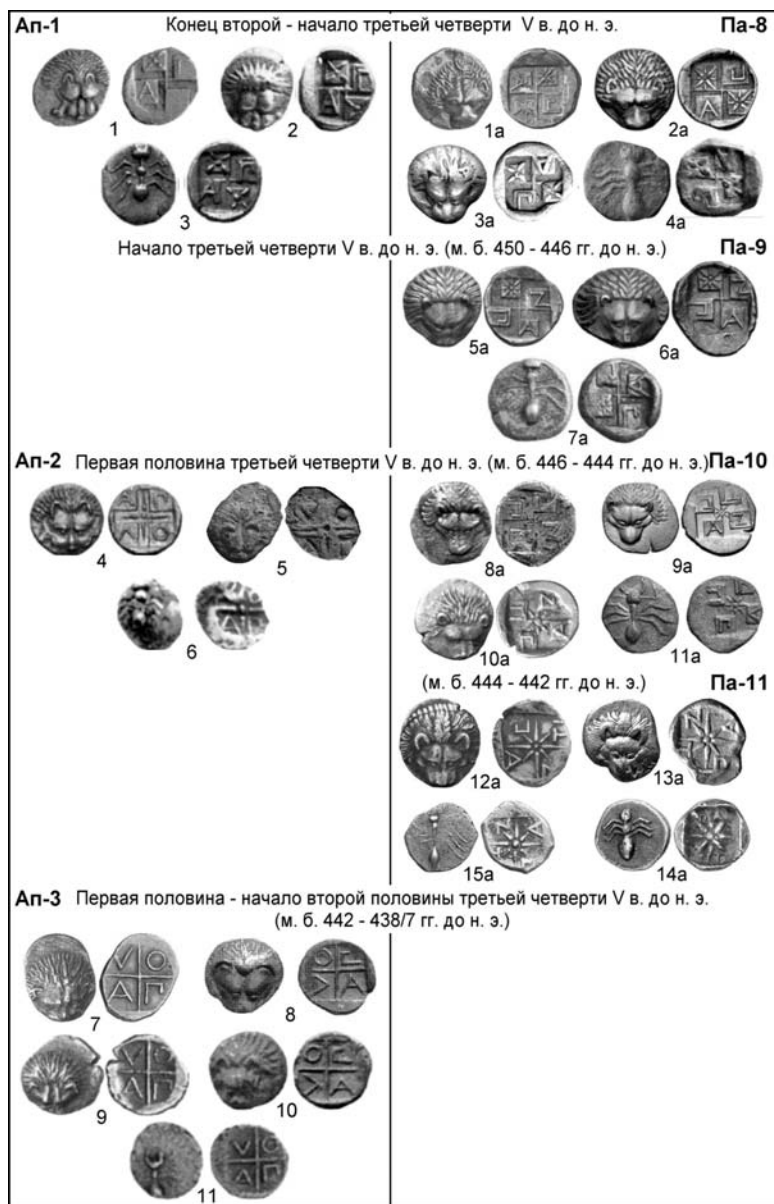 Ап-1 Конец второй - начало третьей четверти V в. до н. э. Па-8
1 2 1а 2а
3 3а 4а
Начало третьей четверти V в. до н. э. (м. б. 450 - 446 гг. до н. э.) Па-9
5а 6а
7а
Ап-2 Первая половина третьей четверти V в. до н. э. (м. б. 446 - 444 гг. до н. э.) Па-10
4 5 8а 9а
6 10а 11а
(м. б. 444 - 442 гг. до н. э.) Па-11
12а 13а
15а 14а
Ап-3 Первая половина - начало второй половины третьей четверти V в. до н. э.
(м. б. 442 - 438/7 гг. до н. э.)
7 8
9 10
11